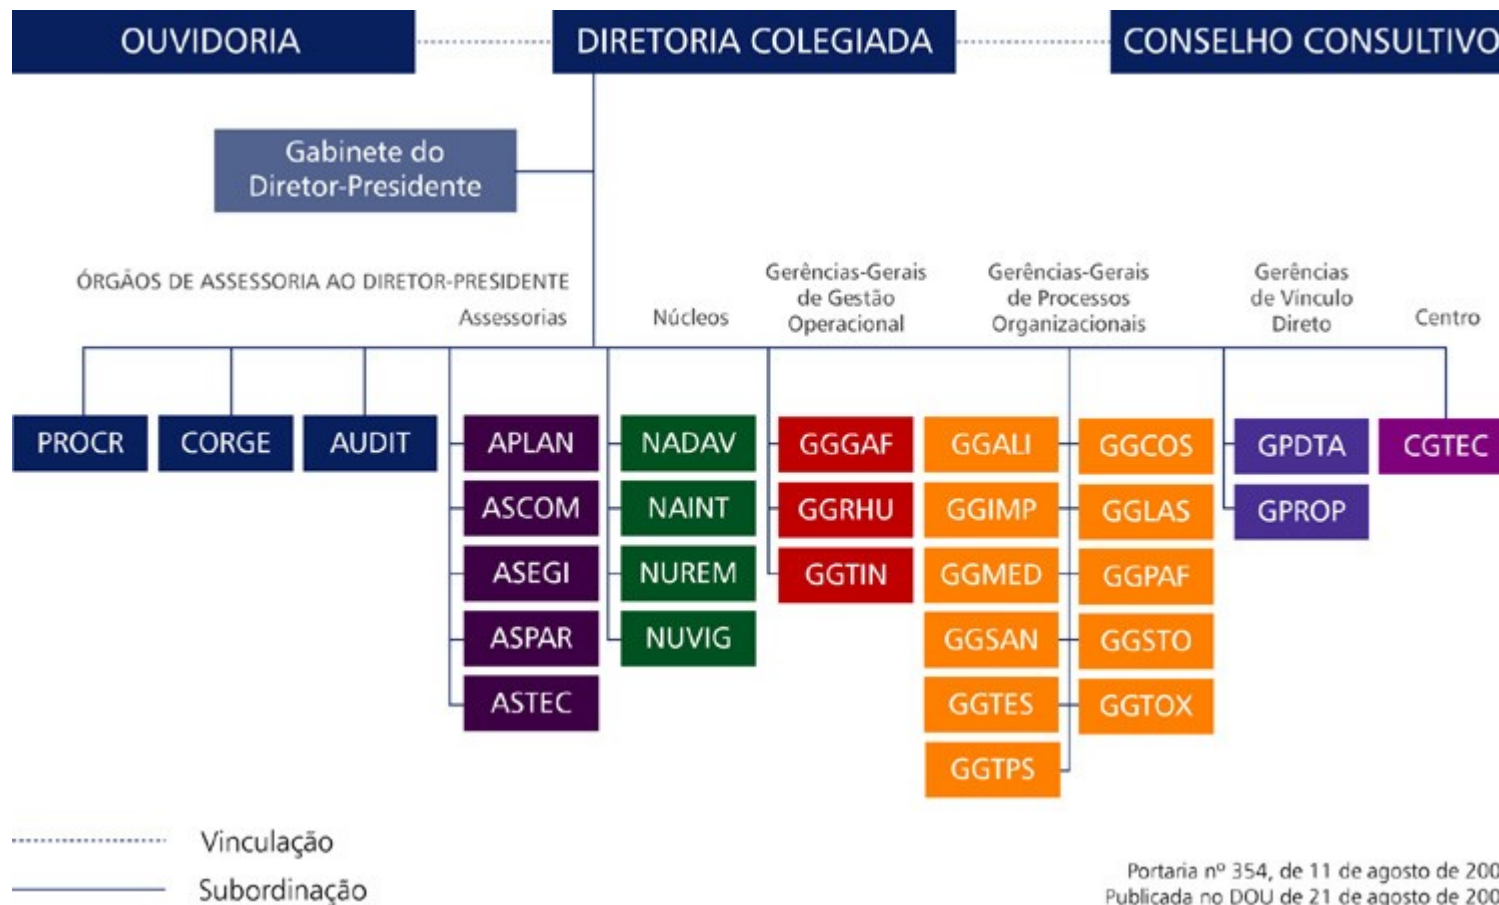 OUVIDORIA
DIRETORIA COLEGIADA
CONSELHO CONSULTIVO
Gabinete do
Diretor-Presidente
ÓRGÃOS DE ASSESSORIA AO DIRETOR-PRESIDENTE
Assessorias
Núcleos
Gerências-Gerais
de Gestão
Operacional
Gerências-Gerais
de Processos
Organizacionais
Gerências
de Vínculo
Direto
Centro
PROCR
CORGE
AUDIT
APLAN
ASCOM
ASEGI
ASPAR
ASTEC
NADAV
NAINT
NUREM
NUVIG
GGGAF
GGRHU
GGTIN
GGALI
GGIMP
GGMED
GGSAN
GGTES
GGTPS
GGCOS
GGLAS
GGPAF
GGSTO
GGTOX
GPDTA
GPROP
CGTEC
Vinculação
Subordinação
Portaria nº 354, de 11 de agosto de 200
Publicada no DOU de 21 de agosto de 200